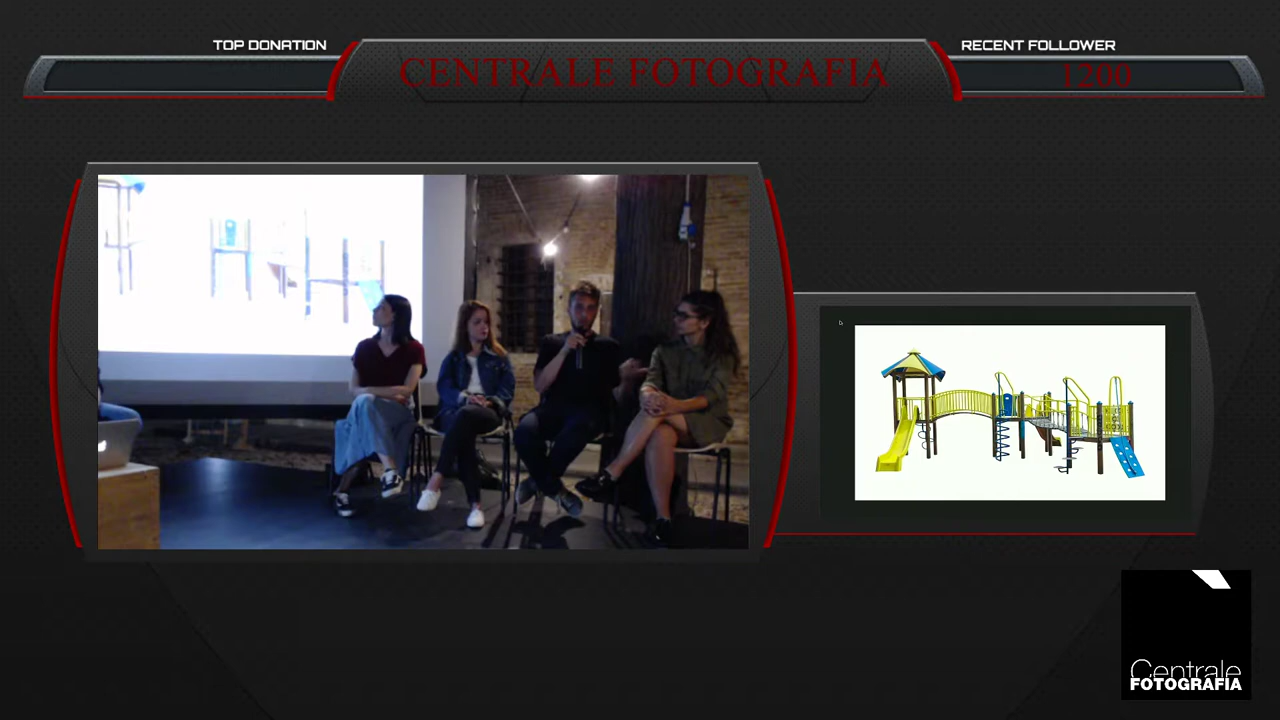 TOP DONATION
CENTRALE FOTOGRAFIA
RECENT FOLLOWER
1200
Centrale
FOTOGRAFIA